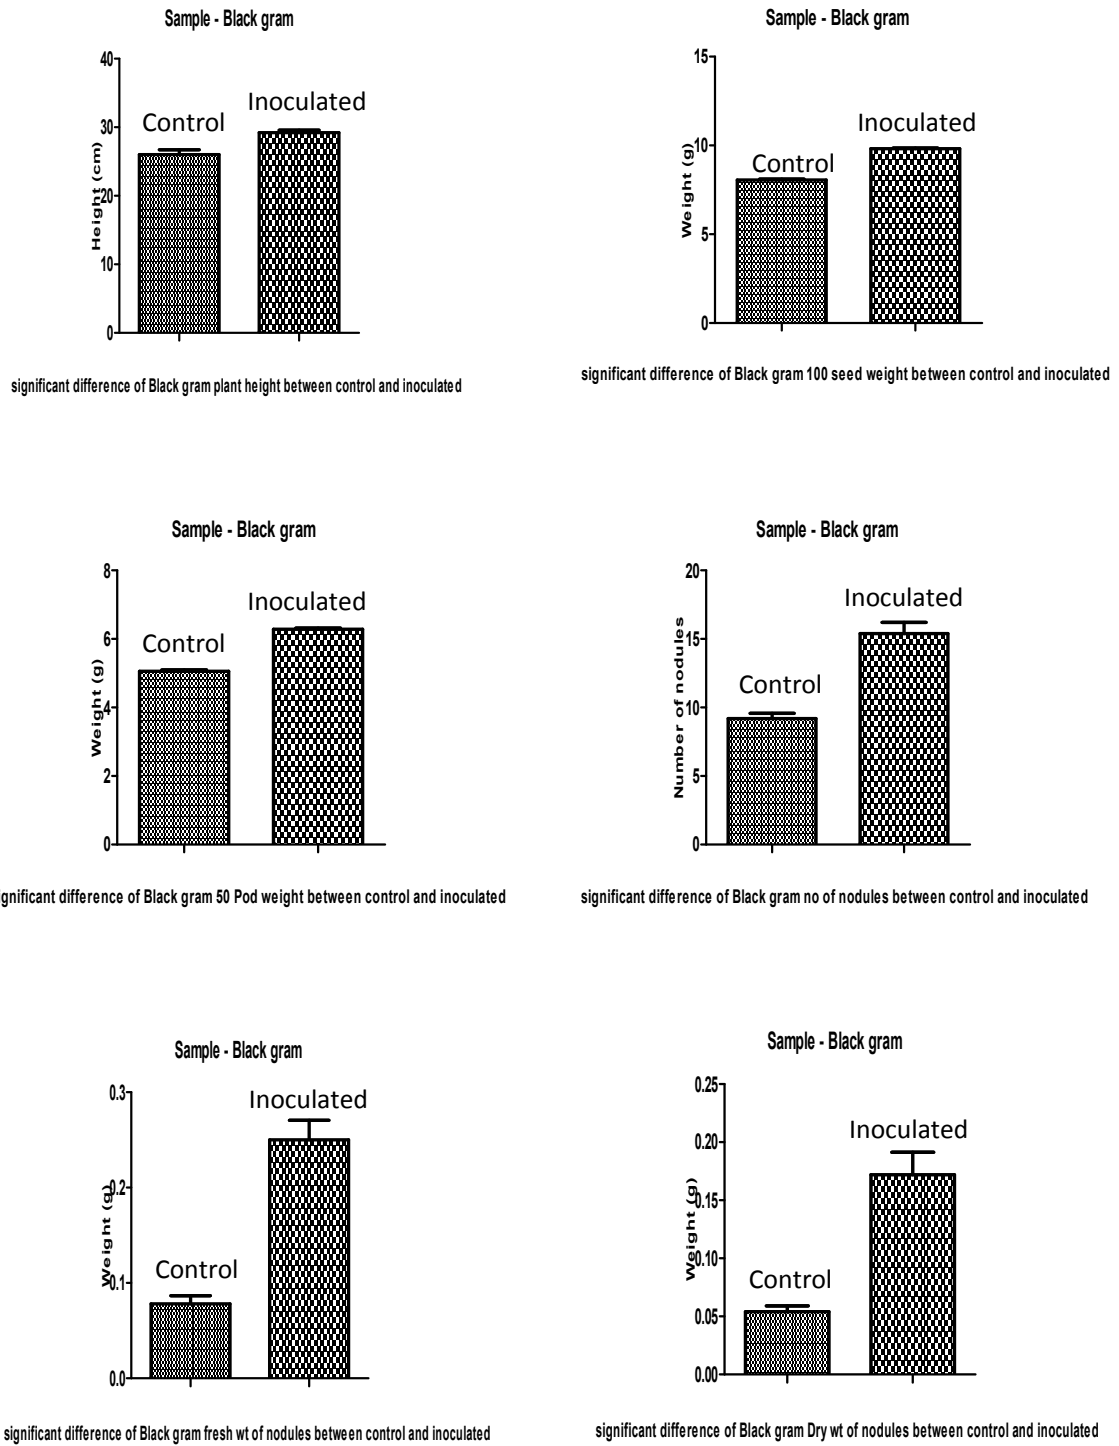 Sample - Black gram
40
30
20
10
0
Height (cm)
Control
Inoculated
significant difference of Black gram plant height between control and inoculated
Sample - Black gram
15
10
5
0
Weight (g)
Control
Inoculated
significant difference of Black gram 100 seed weight between control and inoculated
Sample - Black gram
8
6
4
2
0
Weight (g)
Control
Inoculated
ignificant difference of Black gram 50 Pod weight between control and inoculated
Sample - Black gram
20
15
10
5
0
Number of nodules
Control
Inoculated
significant difference of Black gram no of nodules between control and inoculated
Sample - Black gram
0.3
0.2
0.1
0.0
Weight (g)
Control
Inoculated
significant difference of Black gram fresh wt of nodules between control and inoculated
Sample - Black gram
0.25
0.20
0.15
0.10
0.05
0.00
Weight (g)
Control
Inoculated
significant difference of Black gram Dry wt of nodules between control and inoculated